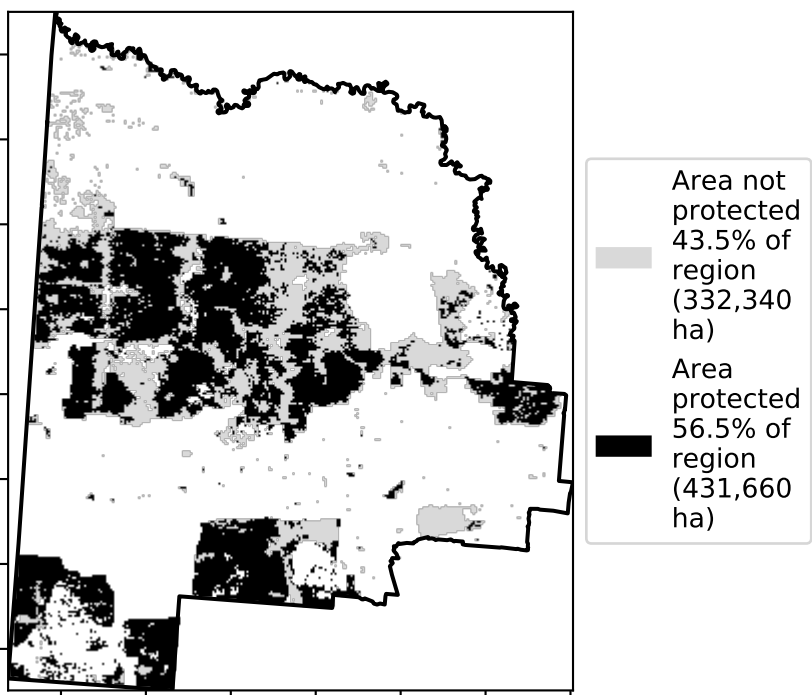 Area not
protected
43.5% of
region
(332,340
ha)
Area
protected
56.5% of
region
(431,660
ha)